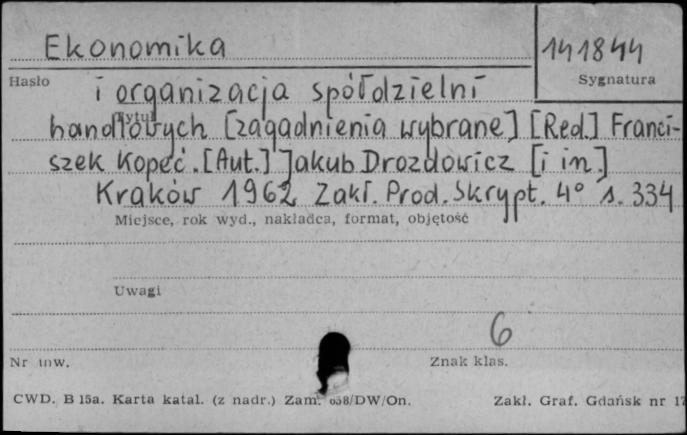 Ekonomika
141844
Hasło
Sygnatura
i organizacja spółdzielni
Tytuł
handlowych [zagadnienia wybrane] [Red.] Franci-
szek Kopeć. [Aut.] Jakub Drozdowicz [i in.]
Kraków 1962 Zakł. Prod. Skrypt. 4° s. 334
Miejsce, rok wyd., nakładca, format, objętość
Uwagi
6
Nr inw.
Znak klas.
CWD. B 15a. Karta katal. (z nadr.) Zam. 658/DW/On.
Zakł. Graf. Gdańsk nr 17